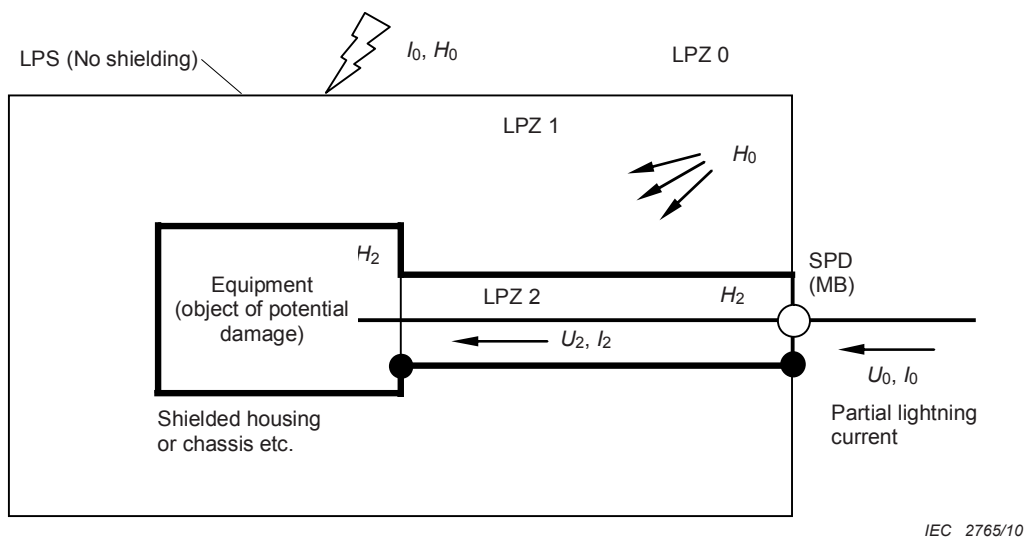 I0, H0
LPZ 0
LPS (No shielding)
LPZ 1
H0
H2
SPD
(MB)
Equipment
(object of potential
damage)
LPZ 2
H2
U2, I2
U0, I0
Shielded housing
or chassis etc.
Partial lightning
current
IEC 2765/10